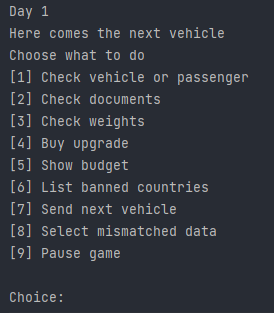 Day 1
Here comes the next vehicle
Choose what to do
[1] Check vehicle or passenger
[2] Check documents
[3] Check weights
[4] Buy upgrade
[5] Show budget
[6] List banned countries
[7] Send next vehicle
[8] Select mismatched data
[9] Pause game
Choice: